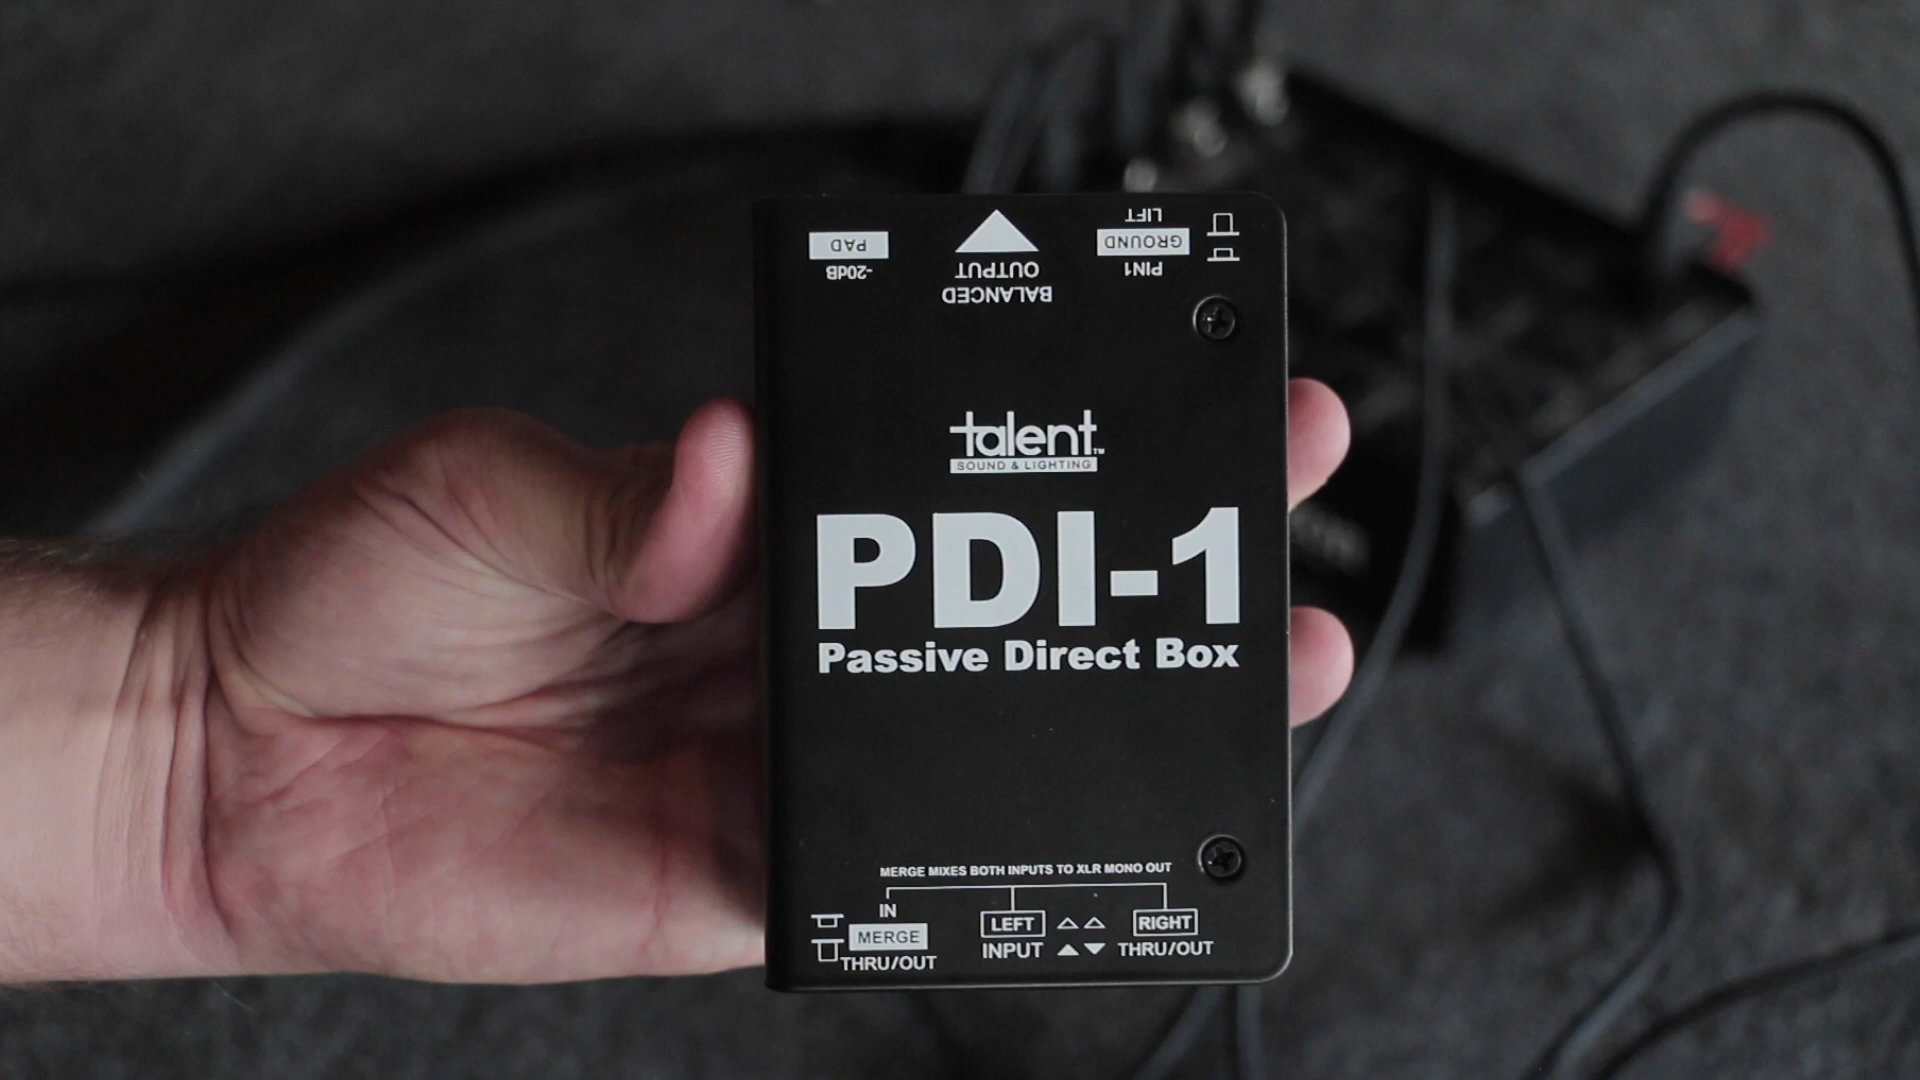 LIFT
GROUND
PIN1
PAD
-20dB
OUTPUT
BALANCED
talent™
SOUND & LIGHTING
PDI-1
Passive Direct Box
MERGE MIXES BOTH INPUTS TO XLR MONO OUT
IN
MERGE
THRU/OUT
LEFT
INPUT
RIGHT
THRU/OUT